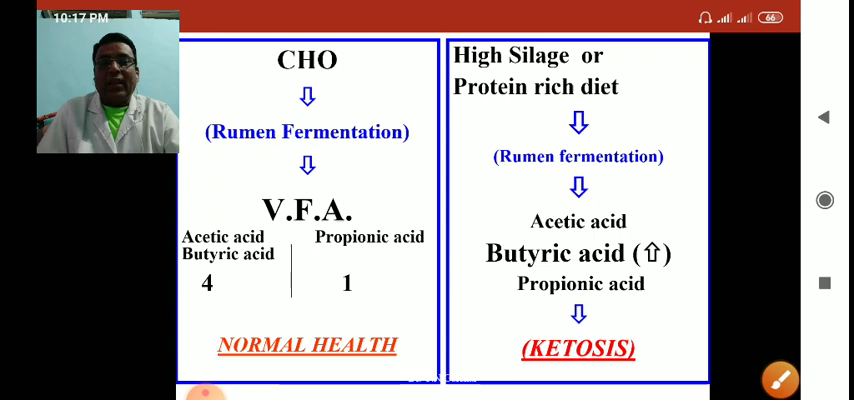 10:17 PM
66
CHO
(Rumen Fermentation)
V.F.A.
Acetic acid
Butyric acid
Propionic acid
4
1
NORMAL HEALTH
High Silage or
Protein rich diet
(Rumen fermentation)
Acetic acid
Butyric acid (⇧)
Propionic acid
(KETOSIS)